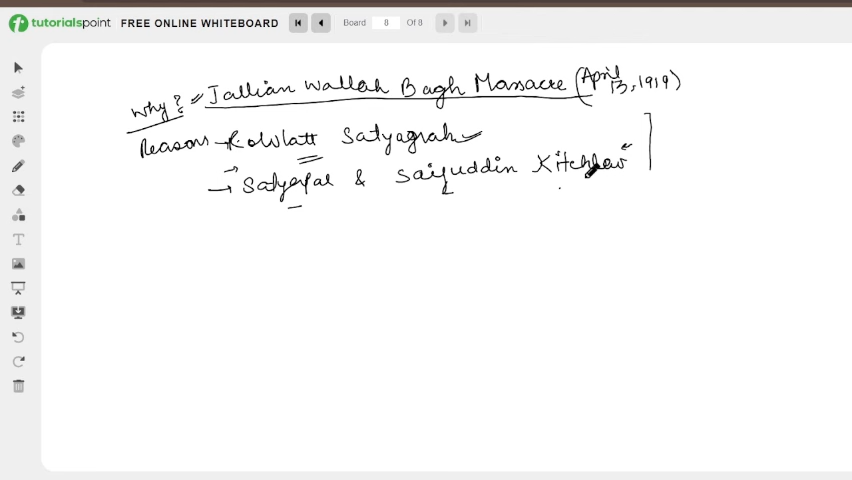 tutorialspoint FREE ONLINE WHITEBOARD Board 8 Of 8
Why? Jallian Wallah Bagh Massacre (April 13, 1919)
Reasons → Rowlatt Satyagrah
→ Satyapal & Saifuddin Kitchlew
T